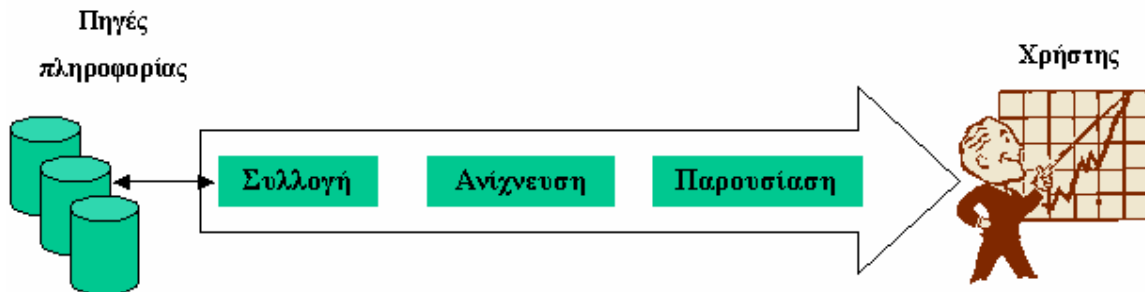 Πηγές
πληροφορίας
Χρήστης
Συλλογή
Ανίχνευση
Παρουσίαση